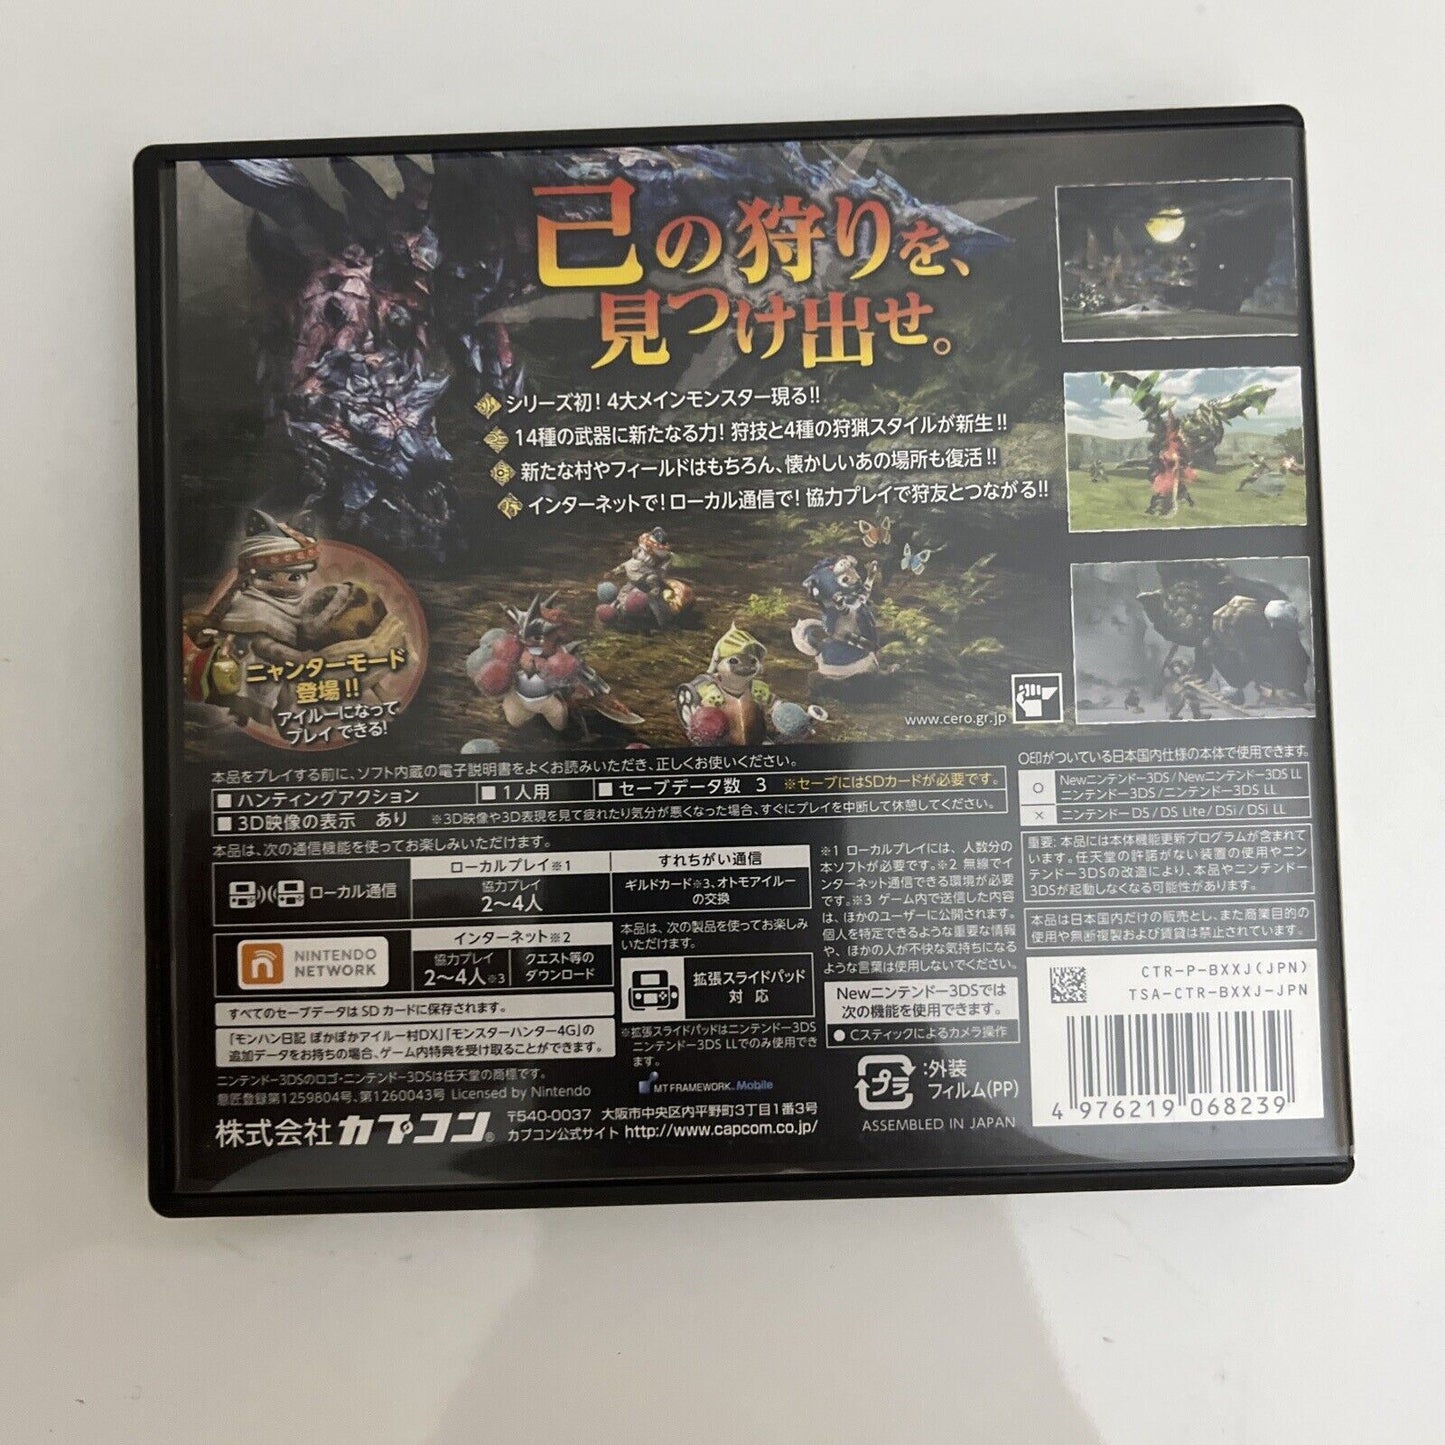 己の狩りを、
見つけ出せ。
シリーズ初！4大メインモンスター現る!!
14種の武器に新たなる力！狩技と4種の狩猟スタイルが新生!!
新たな村やフィールドはもちろん、懐かしいあの場所も復活!!
インターネットで！ローカル通信で！協力プレイで狩友とつながる!!
ニャンターモード
登場!!
アイルーになって
プレイできる!
www.cero.gr.jp
本品をプレイする前に、ソフト内蔵の電子説明書をよくお読みいただき、正しくお使いください。
■ ハンティングアクション ■ 1人用 ■ セーブデータ数 3 ※セーブにはSDカードが必要です。
■ 3D映像の表示 あり ※3D映像や3D表現を見て疲れたり気分が悪くなった場合、すぐにプレイを中断して休憩してください。
本品は、次の通信機能を使ってお楽しみいただけます。
ローカル通信
ローカルプレイ※1
協力プレイ
2〜4人
すれちがい通信
ギルドカード※3、オトモアイルー
の交換
NINTENDO
NETWORK
インターネット※2
協力プレイ
2〜4人※3
クエスト等の
ダウンロード
すべてのセーブデータはSDカードに保存されます。
「モンハン日記 ぽかぽかアイルー村DX」「モンスターハンター4G」の
追加データをお持ちの場合、ゲーム内特典を受け取ることができます。
ニンテンドー3DSのロゴ・ニンテンドー3DSは任天堂の商標です。
意匠登録第1259804号、第1260043号 Licensed by Nintendo
株式会社カプコン®
〒540-0037 大阪市中央区内平野町3丁目1番3号
カプコン公式サイト http://www.capcom.co.jp/
本品は、次の製品を使ってお楽しみ
いただけます。
拡張スライドパッド
対応
※拡張スライドパッドはニンテンドー3DS
ニンテンドー3DS LLでのみ使用でき
ます。
MT FRAMEWORK Mobile
※1 ローカルプレイには、人数分の
本ソフトが必要です。※2 無線でイ
ンターネット通信できる環境が必要
です。※3 ゲーム内で送信した内容
は、ほかのユーザーに公開されます。
個人を特定できるような重要な情報
や、ほかの人が不快な気持ちになる
ような言葉は使用しないでください。
Newニンテンドー3DSでは
次の機能を使用できます。
● Cスティックによるカメラ操作
プラ
:外装
フィルム(PP)
ASSEMBLED IN JAPAN
○印がついている日本国内仕様の本体で使用できます。
○ Newニンテンドー3DS / Newニンテンドー3DS LL
ニンテンドー3DS / ニンテンドー3DS LL
× ニンテンドーDS / DS Lite / DSi / DSi LL
重要：本品には本体機能更新プログラムが含まれて
います。任天堂の許諾がない装置の使用やニン
テンドー3DSの改造により、本品やニンテンドー
3DSが起動しなくなる可能性があります。
本品は日本国内だけの販売とし、また商業目的の
使用や無断複製および賃貸は禁止されています。
CTR-P-BXXJ(JPN)
TSA-CTR-BXXJ-JPN
4 976219 068239